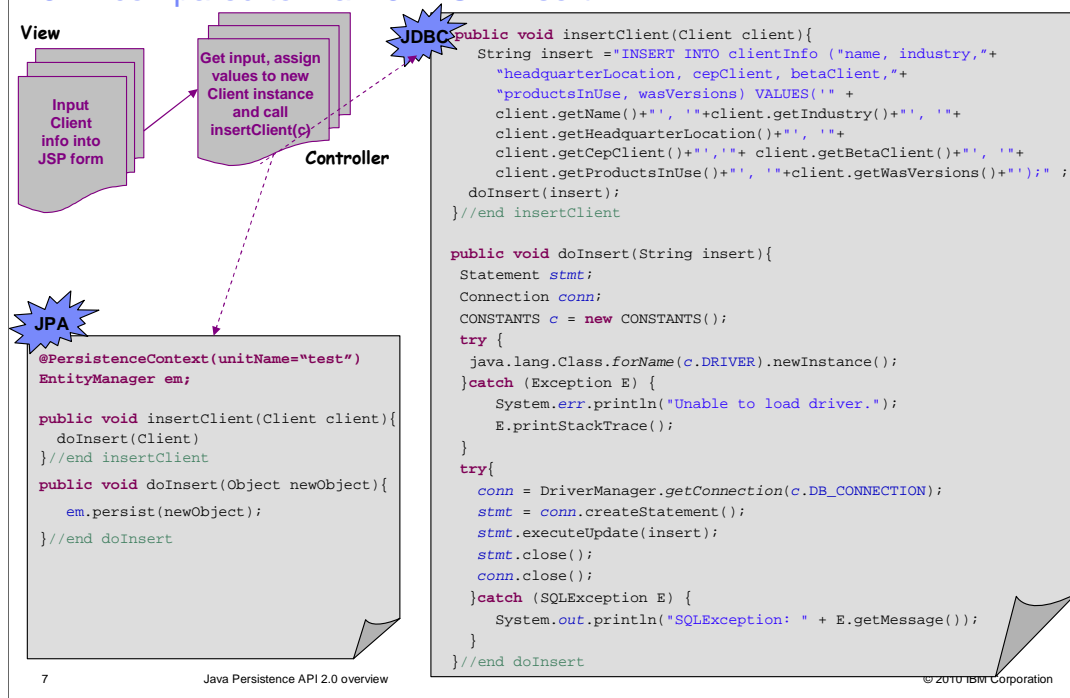 View
Input
Client
info into
JSP form
Get input, assign
values to new
Client instance
and call
insertClient(c)
Controller
JDBC
public void insertClient(Client client){
String insert ="INSERT INTO clientInfo ("name, industry,"+
"headquarterLocation, cepClient, betaClient,"+
"productsInUse, wasVersions) VALUES('" +
client.getName()+"', '"+client.getIndustry()+"', '"+
client.getHeadquarterLocation()+"', '"+
client.getCepClient()+"','"+ client.getBetaClient()+"', '"+
client.getProductsInUse()+"', '"+client.getWasVersions()+"');" ;
doInsert(insert);
}//end insertClient
public void doInsert(String insert){
Statement stmt;
Connection conn;
CONSTANTS c = new CONSTANTS();
try {
java.lang.Class.forName(c.DRIVER).newInstance();
}catch (Exception E) {
System.err.println("Unable to load driver.");
E.printStackTrace();
}
try{
conn = DriverManager.getConnection(c.DB_CONNECTION);
stmt = conn.createStatement();
stmt.executeUpdate(insert);
stmt.close();
conn.close();
}catch (SQLException E) {
System.out.println("SQLException: " + E.getMessage());
}
}//end doInsert
JPA
@PersistenceContext(unitName=“test”)
EntityManager em;
public void insertClient(Client client){
doInsert(Client)
}//end insertClient
public void doInsert(Object newObject){
em.persist(newObject);
}//end doInsert
7
Java Persistence API 2.0 overview
© 2010 IBM Corporation